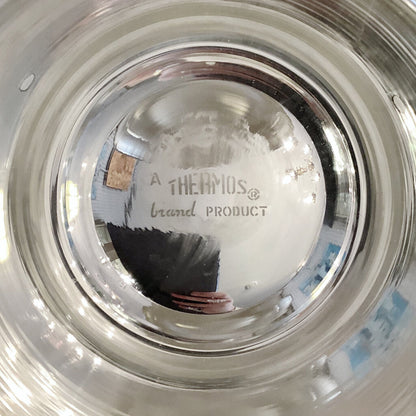 A THERMOS®
brand PRODUCT